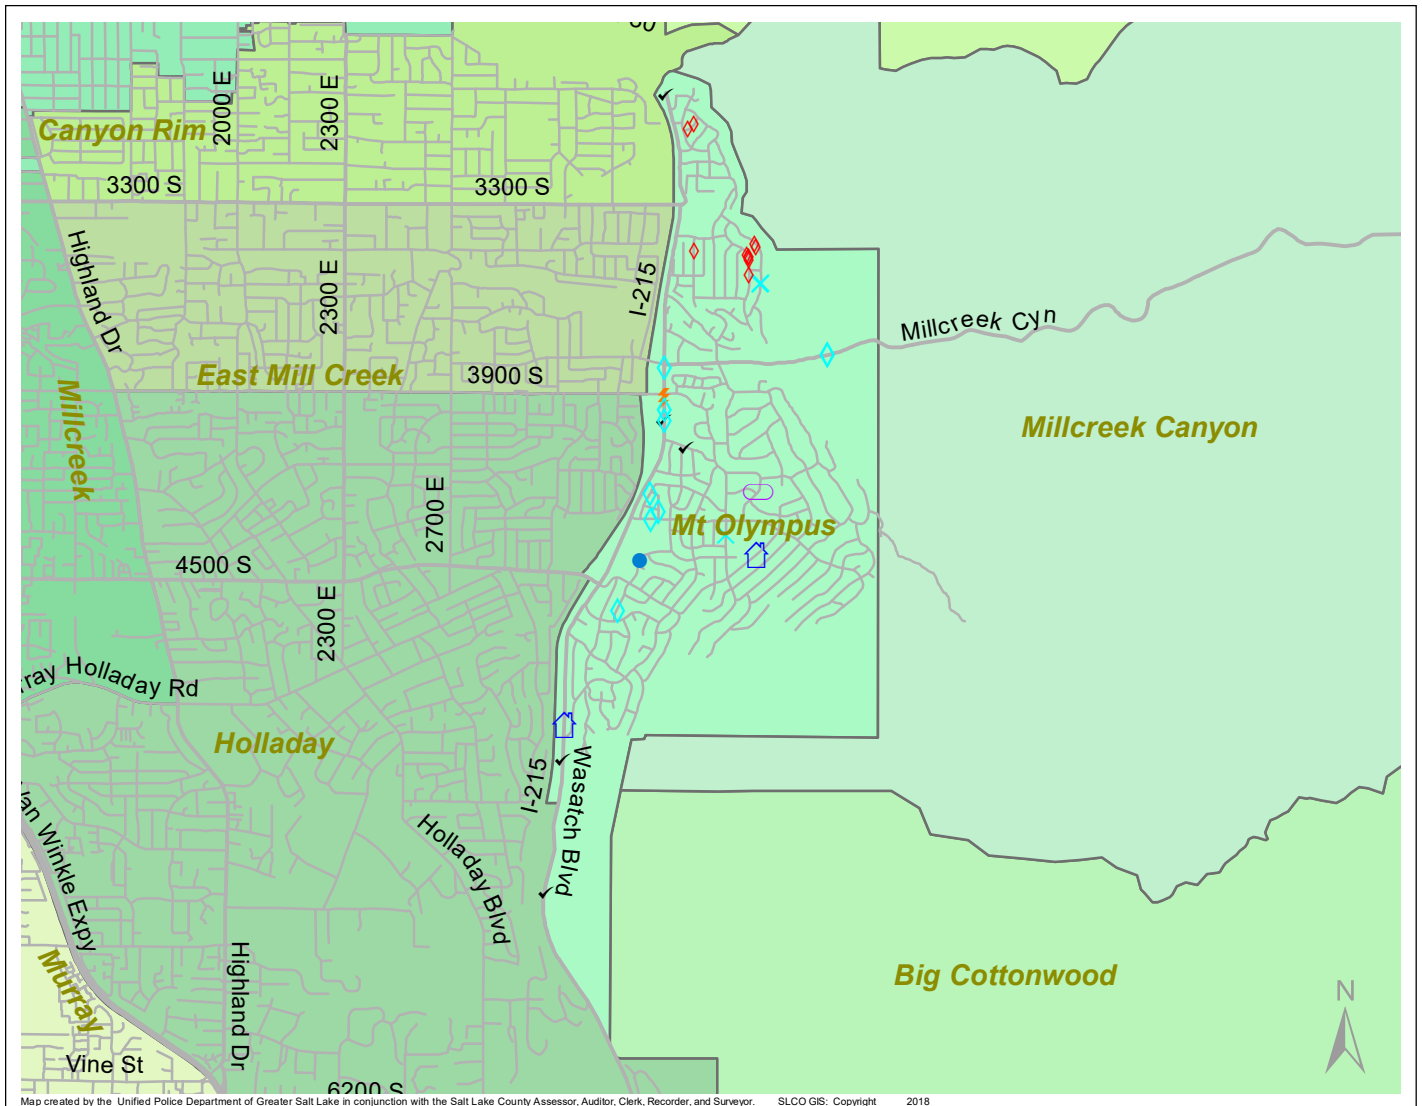 2000 E
2300 E
Canyon Rim
3300 S
3300 S
Highland Dr
2300 E
I-215
Millcreek Cyn
East Mill Creek
3900 S
Millcreek
Millcreek Canyon
2700 E
Mt Olympus
4500 S
2300 E
rray Holladay Rd
Holladay
I-215
Wasatch Blvd
Van Winkle Expy
Holladay Blvd
Murray
Highland Dr
Big Cottonwood
N
Vine St
6200 S
Map created by the Unified Police Department of Greater Salt Lake in conjunction with the Salt Lake County Assessor, Auditor, Clerk, Recorder, and Surveyor. SLCO GIS: Copyright 2018